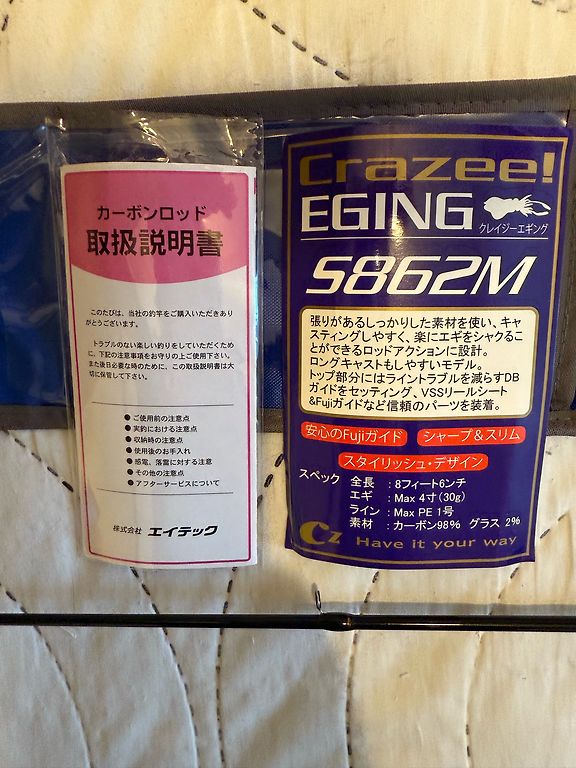 カーボンロッド
取扱説明書
このたびは、当社の釣竿をご購入いただきあり
がとうございます。
トラブルのない楽しい釣りをしていただくため
に、下記の注意事項をお守りの上ご使用下さい。
また後日必要な時のために、この取扱説明書は大
切に保管して下さい。
●ご使用前の注意点
●実釣における注意点
●収納時の注意点
●使用後のお手入れ
●感電、落雷に対する注意
●その他の注意点
●アフターサービスについて
株式会社 エイテック
Crazee!
EGING
クレイジーエギング
S862M
張りがあるしっかりした素材を使い、キャ
スティングしやすく、楽にエギをシャクるこ
とができるロッドアクションに設計。
ロングキャストもしやすいモデル。
トップ部分にはライントラブルを減らすDB
ガイドをセッティング、VSSリールシート
&Fujiガイドなど信頼のパーツを装着。
安心のFujiガイド
シャープ&スリム
スタイリッシュ・デザイン
スペック
全長 : 8フィート6ンチ
エギ : Max 4寸(30g)
ライン : Max PE 1号
素材 : カーボン98% グラス 2%
Cz
Have it your way